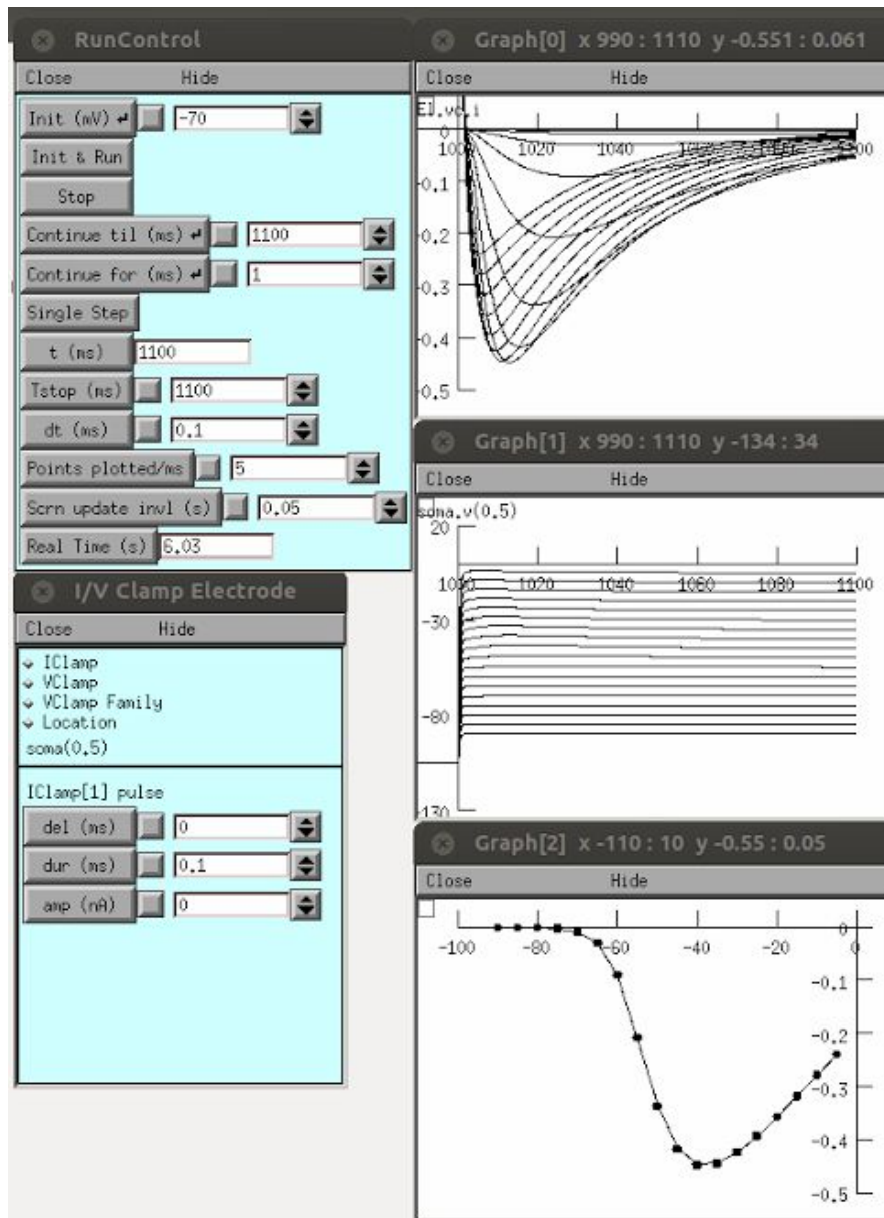 RunControl
Close Hide
Init (mV) -70
Init & Run
Stop
Continue til (ms) 1100
Continue for (ms) 1
Single Step
t (ms) 1100
Tstop (ms) 1100
dt (ms) 0.1
Points plotted/ms 5
Scrn update invl (s) 0.05
Real Time (s) 6.03
I/V Clamp Electrode
Close Hide
IClamp
VClamp
VClamp Family
Location
soma(0.5)
IClamp[1] pulse
del (ms) 0
dur (ms) 0.1
amp (nA) 0
Graph[0] x 990 : 1110 y -0.551 : 0.061
Close Hide
0
1020 1040 1060 1080 1100
-0.1
-0.2
-0.3
-0.4
-0.5
Graph[1] x 990 : 1110 y -134 : 34
Close Hide
soma.v(0.5)
20
1020 1040 1060 1080 1100
-30
-80
-130
Graph[2] x -110 : 10 y -0.55 : 0.05
Close Hide
0
-100 -80 -60 -40 -20 0
-0.1
-0.2
-0.3
-0.4
-0.5